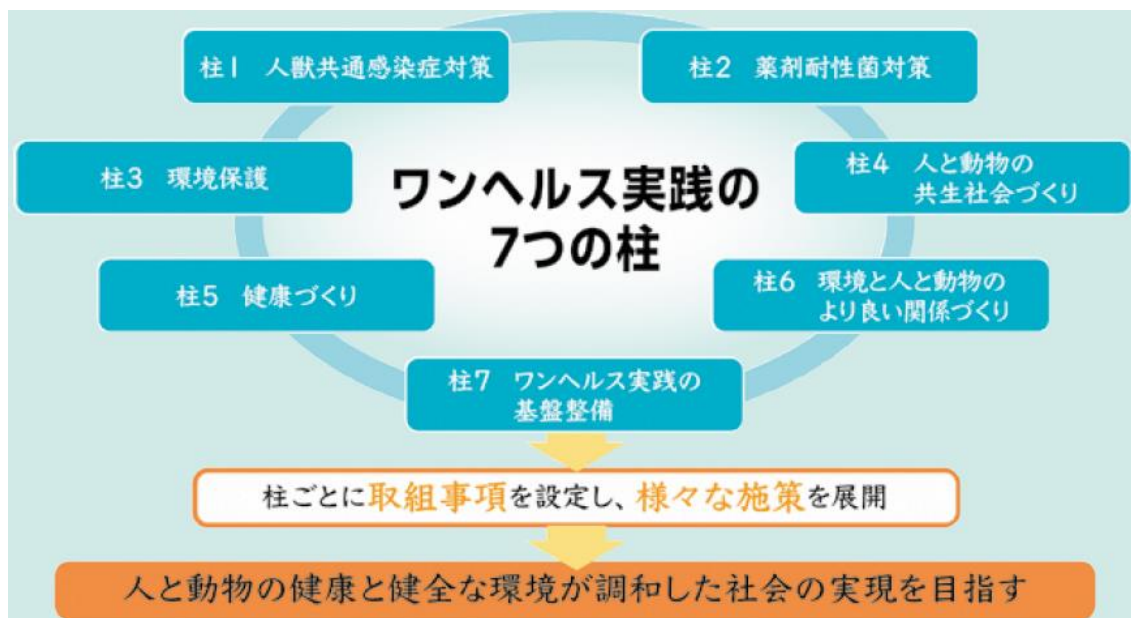 柱1 人獣共通感染症対策
柱2 薬剤耐性菌対策
柱3 環境保護
ワンヘルス実践の
7つの柱
柱4 人と動物の
共生社会づくり
柱5 健康づくり
柱6 環境と人と動物の
より良い関係づくり
柱7 ワンヘルス実践の
基盤整備
柱ごとに取組事項を設定し、様々な施策を展開
人と動物の健康と健全な環境が調和した社会の実現を目指す